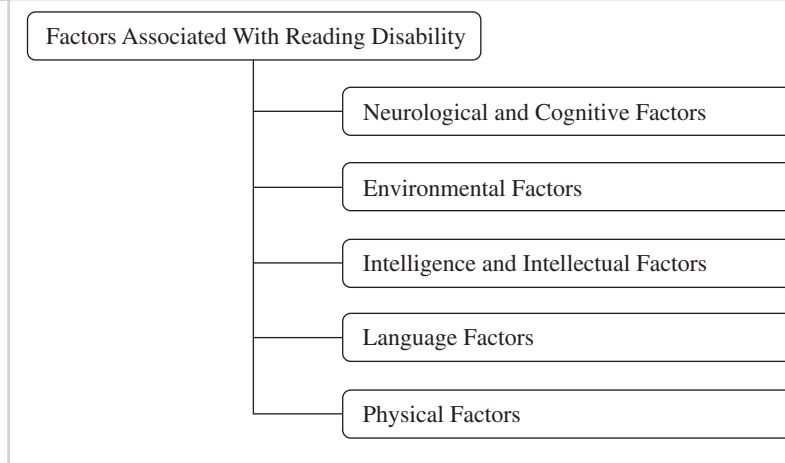 Factors Associated With Reading Disability
Neurological and Cognitive Factors
Environmental Factors
Intelligence and Intellectual Factors
Language Factors
Physical Factors